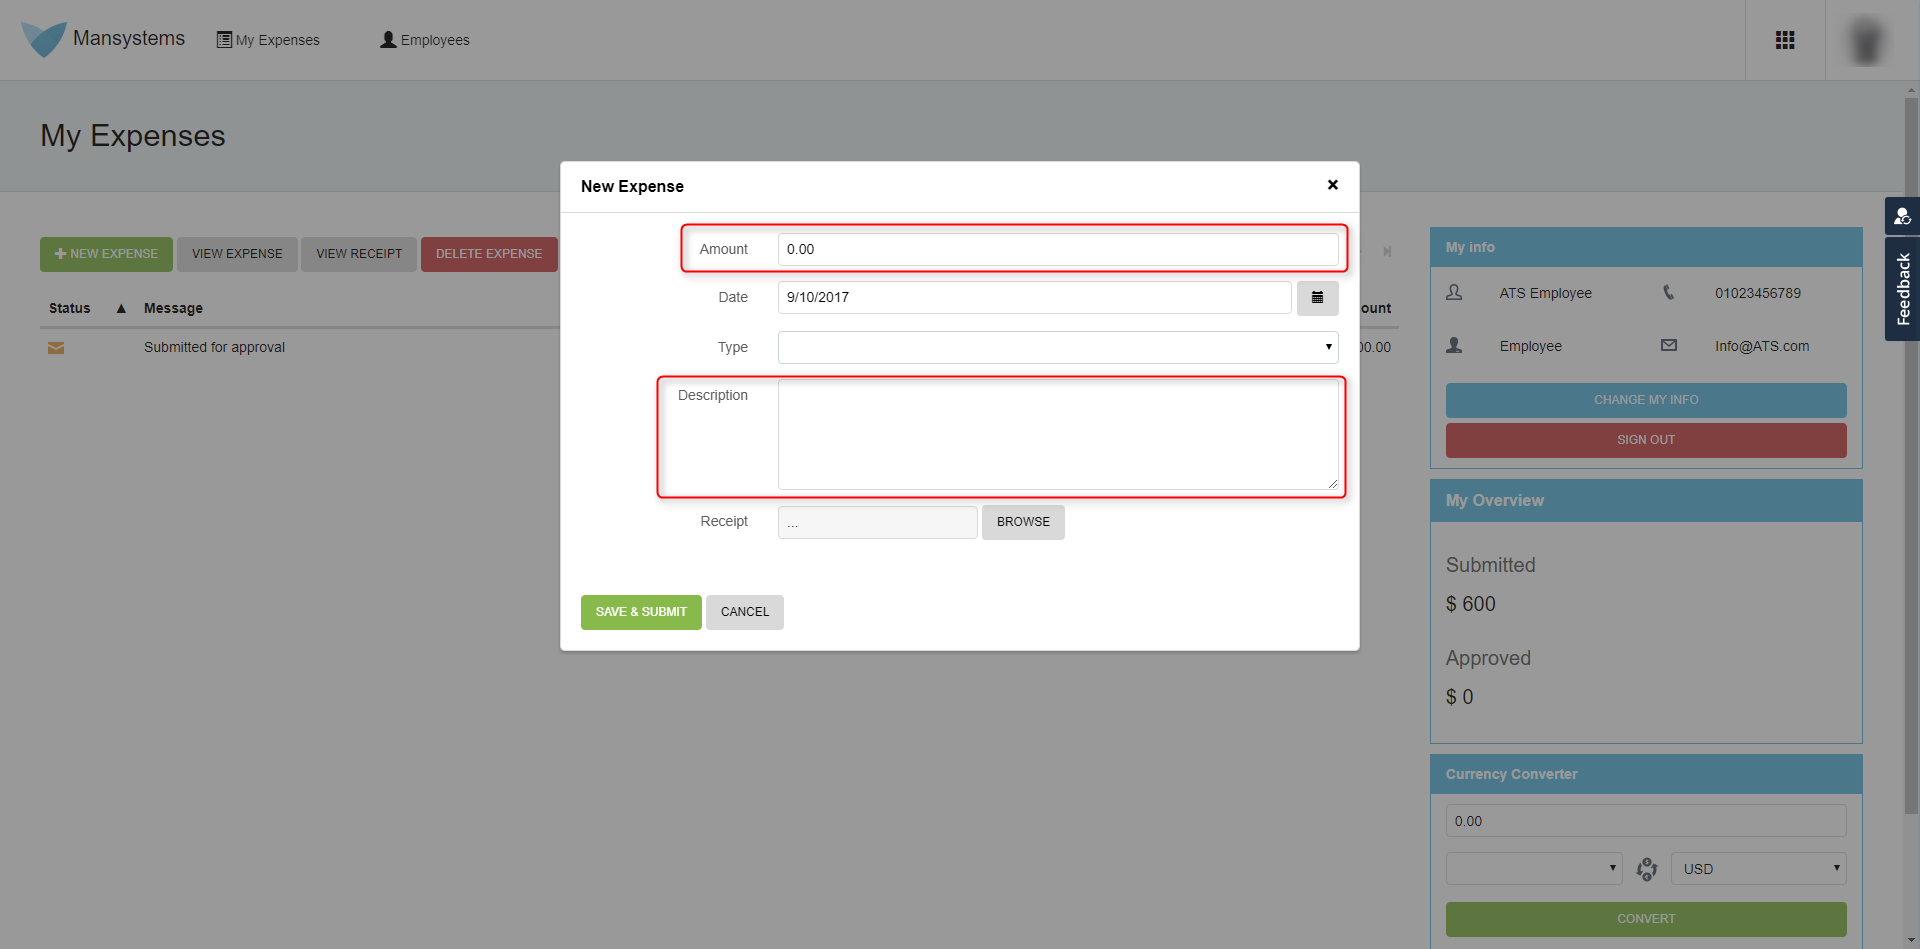 Mansystems
My Expenses
Employees
My Expenses
NEW EXPENSE
VIEW EXPENSE
VIEW RECEIPT
DELETE EXPENSE
Status ▲ Message
ount
Submitted for approval
00.00
New Expense
×
Amount
0.00
Date
9/10/2017
Type
Description
Receipt
...
BROWSE
SAVE & SUBMIT
CANCEL
My info
ATS Employee
01023456789
Employee
Info@ATS.com
CHANGE MY INFO
SIGN OUT
My Overview
Submitted
$ 600
Approved
$ 0
Currency Converter
0.00
USD
CONVERT
Feedback